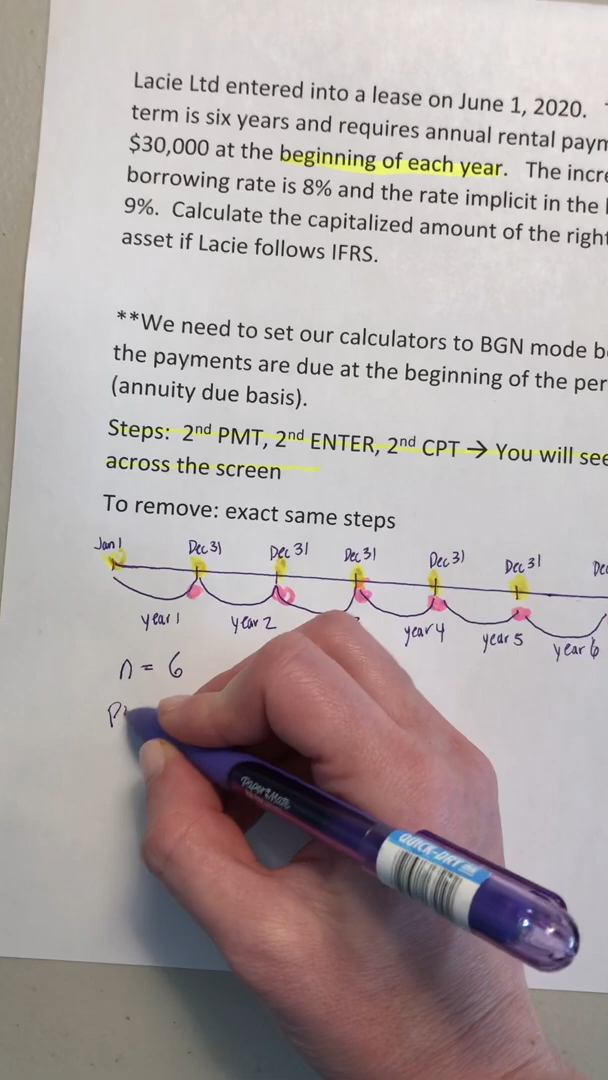 Lacie Ltd entered into a lease on June 1, 2020.
term is six years and requires annual rental paym
$30,000 at the beginning of each year. The incre
borrowing rate is 8% and the rate implicit in the l
9%. Calculate the capitalized amount of the right
asset if Lacie follows IFRS.
**We need to set our calculators to BGN mode b
the payments are due at the beginning of the per
(annuity due basis).
Steps: 2nd PMT, 2nd ENTER, 2nd CPT → You will see
across the screen
To remove: exact same steps
Jan 1 Dec 31 Dec 31 Dec 31 Dec 31 Dec 31 Dec
year 1 year 2 year 4 year 5 year 6
n = 6
P
PaperMate
QUICK-DRY